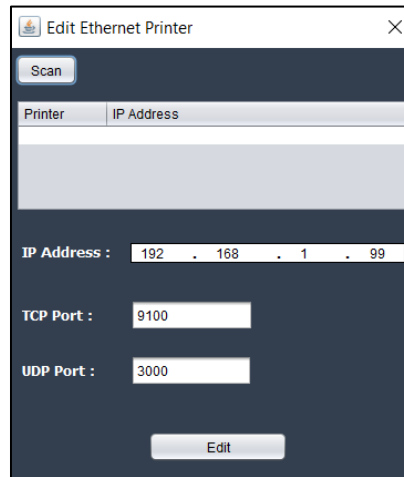 Edit Ethernet Printer
Scan
Printer IP Address
IP Address : 192 . 168 . 1 . 99
TCP Port : 9100
UDP Port : 3000
Edit